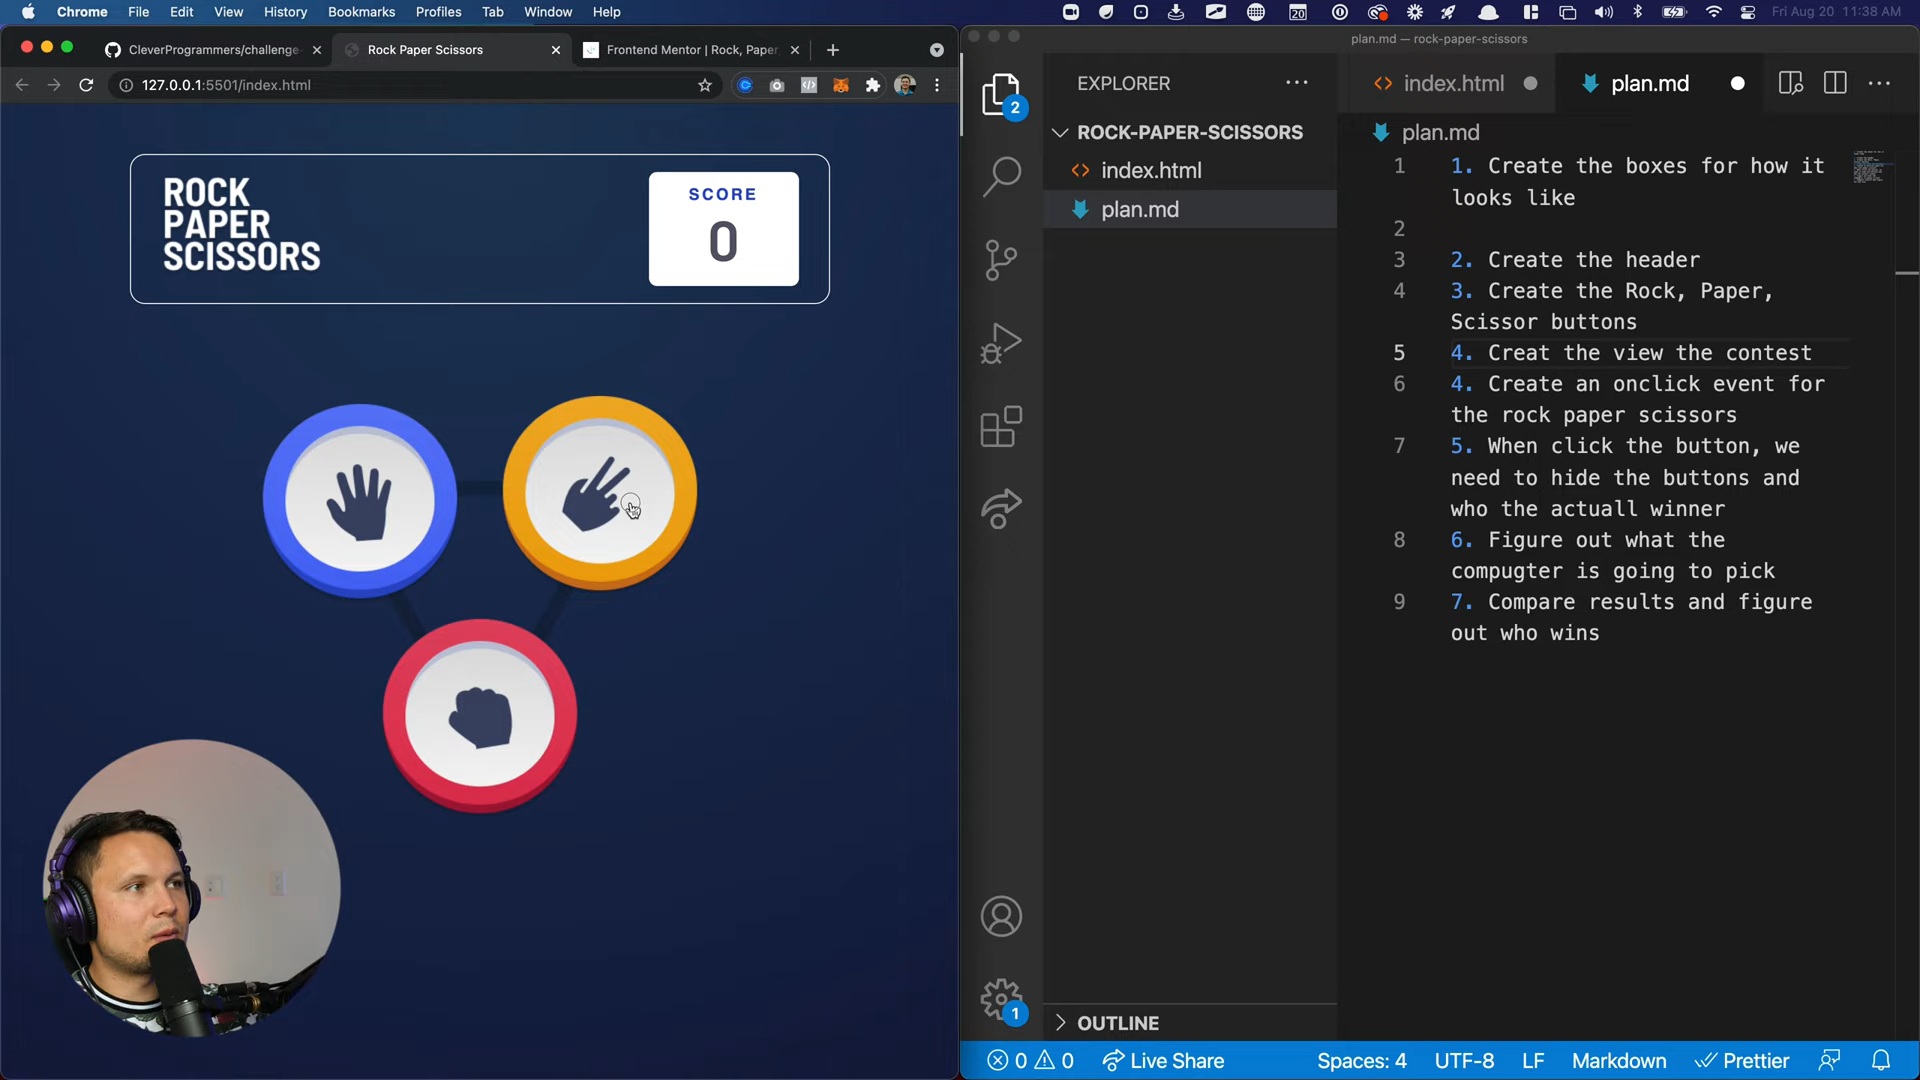 Chrome File Edit View History Bookmarks Profiles Tab Window Help
20
Fri Aug 20 11:38 AM
CleverProgrammers/challenge-
Rock Paper Scissors
Frontend Mentor | Rock, Paper,
127.0.0.1:5501/index.html
ROCK
PAPER
SCISSORS
SCORE
0
plan.md — rock-paper-scissors
2
1
EXPLORER
ROCK-PAPER-SCISSORS
index.html
plan.md
OUTLINE
index.html
plan.md
plan.md
1 1. Create the boxes for how it
looks like
2
3 2. Create the header
4 3. Create the Rock, Paper,
Scissor buttons
5 4. Creat the view the contest
6 4. Create an onclick event for
the rock paper scissors
7 5. When click the button, we
need to hide the buttons and
who the actuall winner
8 6. Figure out what the
compugter is going to pick
9 7. Compare results and figure
out who wins
0 0 Live Share Spaces: 4 UTF-8 LF Markdown Prettier